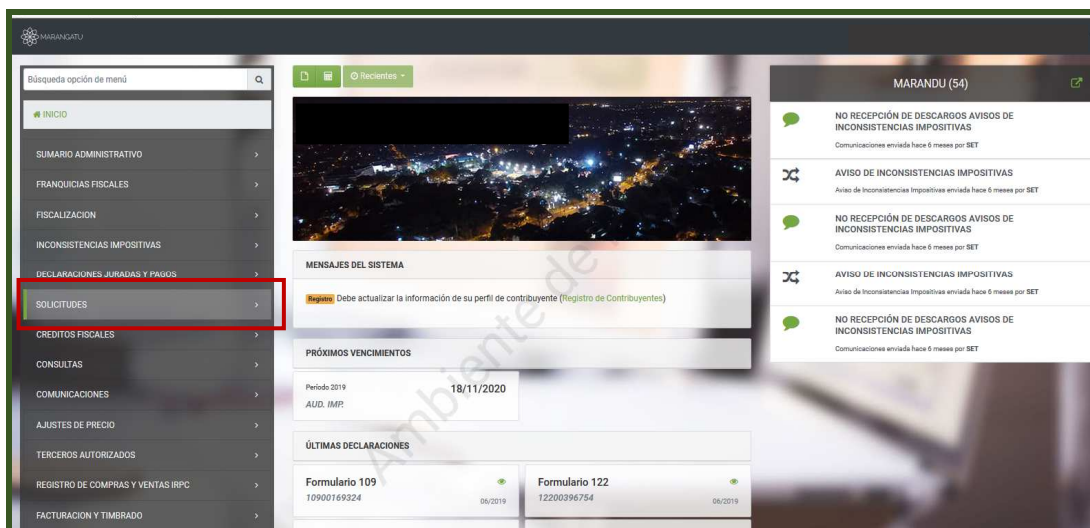 MARANGATU
Búsqueda opción de menú
INICIO
SUMARIO ADMINISTRATIVO
FRANQUICIAS FISCALES
FISCALIZACION
INCONSISTENCIAS IMPOSITIVAS
DECLARACIONES JURADAS Y PAGOS
SOLICITUDES
CREDITOS FISCALES
CONSULTAS
COMUNICACIONES
AJUSTES DE PRECIO
TERCEROS AUTORIZADOS
REGISTRO DE COMPRAS Y VENTAS IRPC
FACTURACION Y TIMBRADO
Recientes
MENSAJES DEL SISTEMA
Registro Debe actualizar la información de su perfil de contribuyente (Registro de Contribuyentes)
PRÓXIMOS VENCIMIENTOS
Periodo 2019 18/11/2020
AUD. IMP.
ÚLTIMAS DECLARACIONES
Formulario 109
10900169324 06/2019
Formulario 122
12200396754 06/2019
Ambiente de
MARANDU (54)
NO RECEPCIÓN DE DESCARGOS AVISOS DE
INCONSISTENCIAS IMPOSITIVAS
Comunicaciones enviada hace 6 meses por SET
AVISO DE INCONSISTENCIAS IMPOSITIVAS
Aviso de Inconsistencias Impositivas enviada hace 6 meses por SET
NO RECEPCIÓN DE DESCARGOS AVISOS DE
INCONSISTENCIAS IMPOSITIVAS
Comunicaciones enviada hace 6 meses por SET
AVISO DE INCONSISTENCIAS IMPOSITIVAS
Aviso de Inconsistencias Impositivas enviada hace 6 meses por SET
NO RECEPCIÓN DE DESCARGOS AVISOS DE
INCONSISTENCIAS IMPOSITIVAS
Comunicaciones enviada hace 6 meses por SET